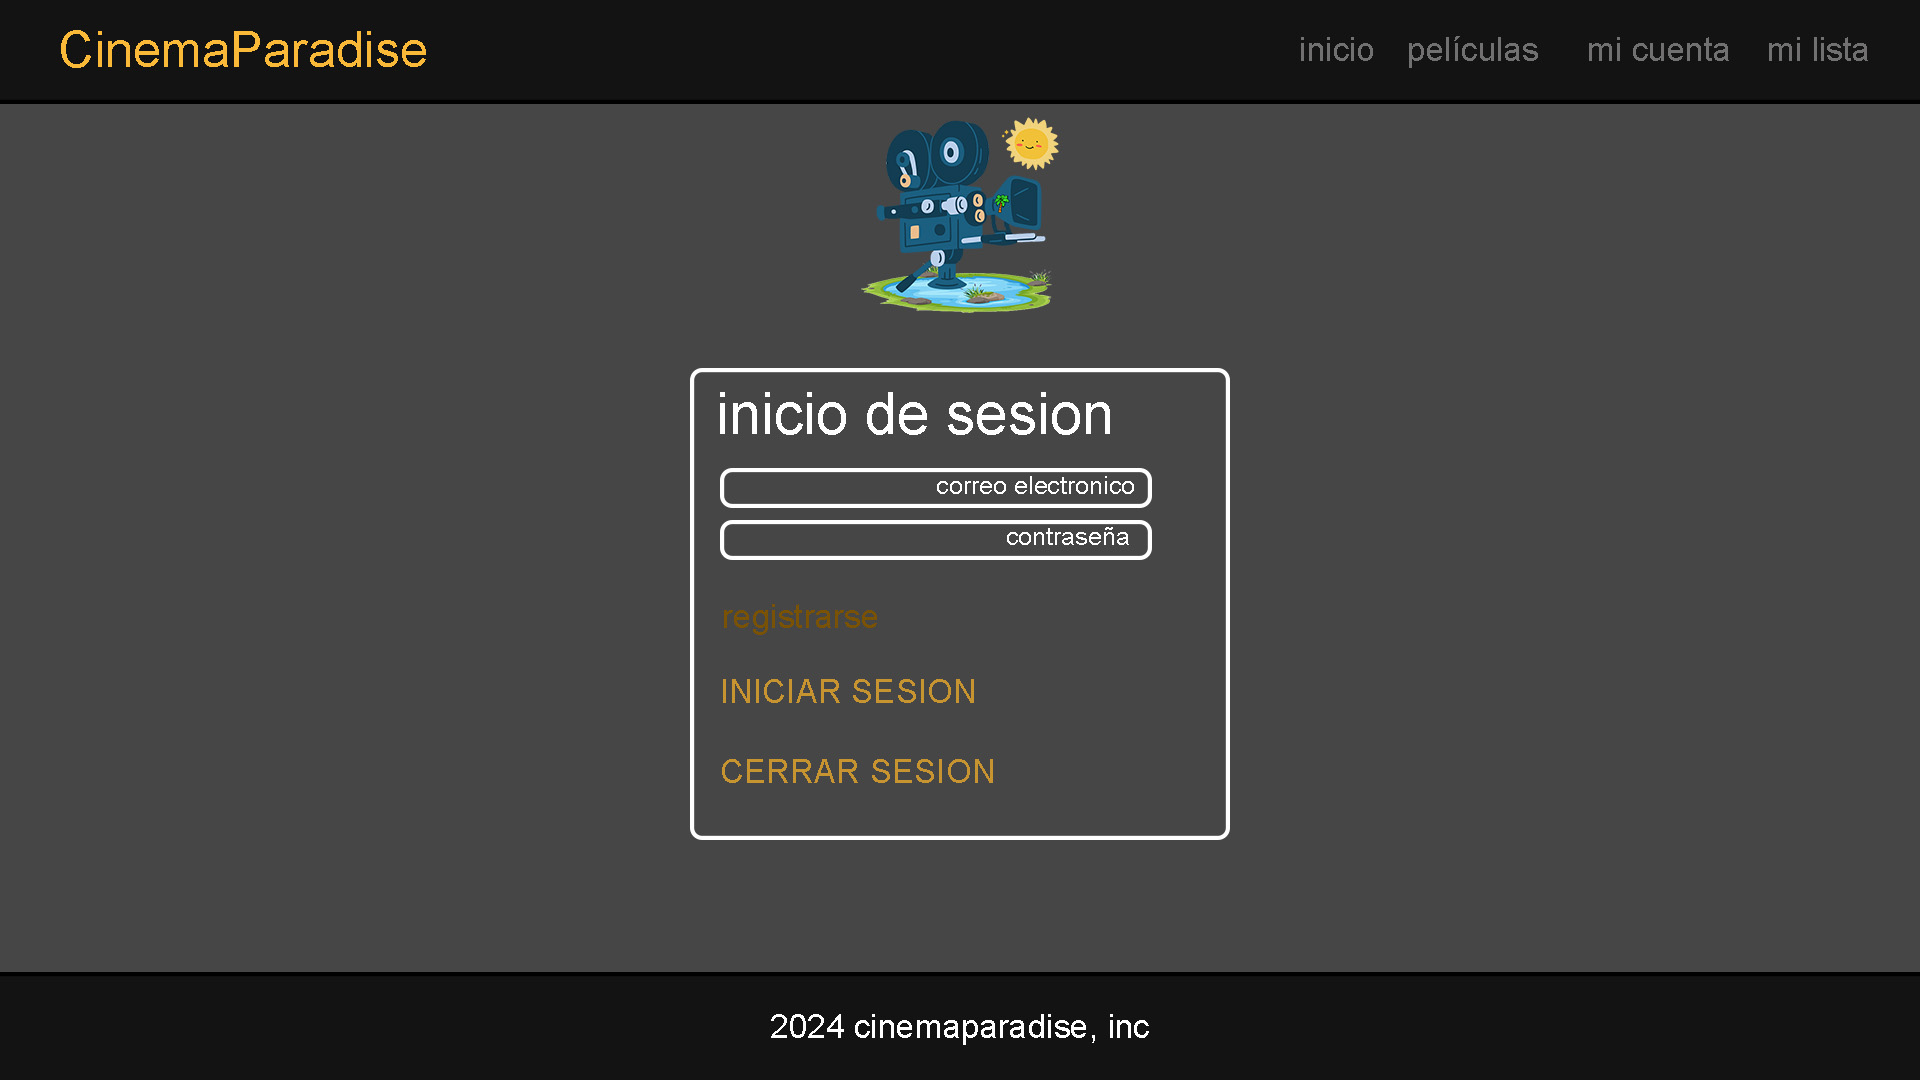 CinemaParadise
inicio películas mi cuenta mi lista
inicio de sesion
correo electronico
contraseña
registrarse
INICIAR SESION
CERRAR SESION
2024 cinemaparadise, inc